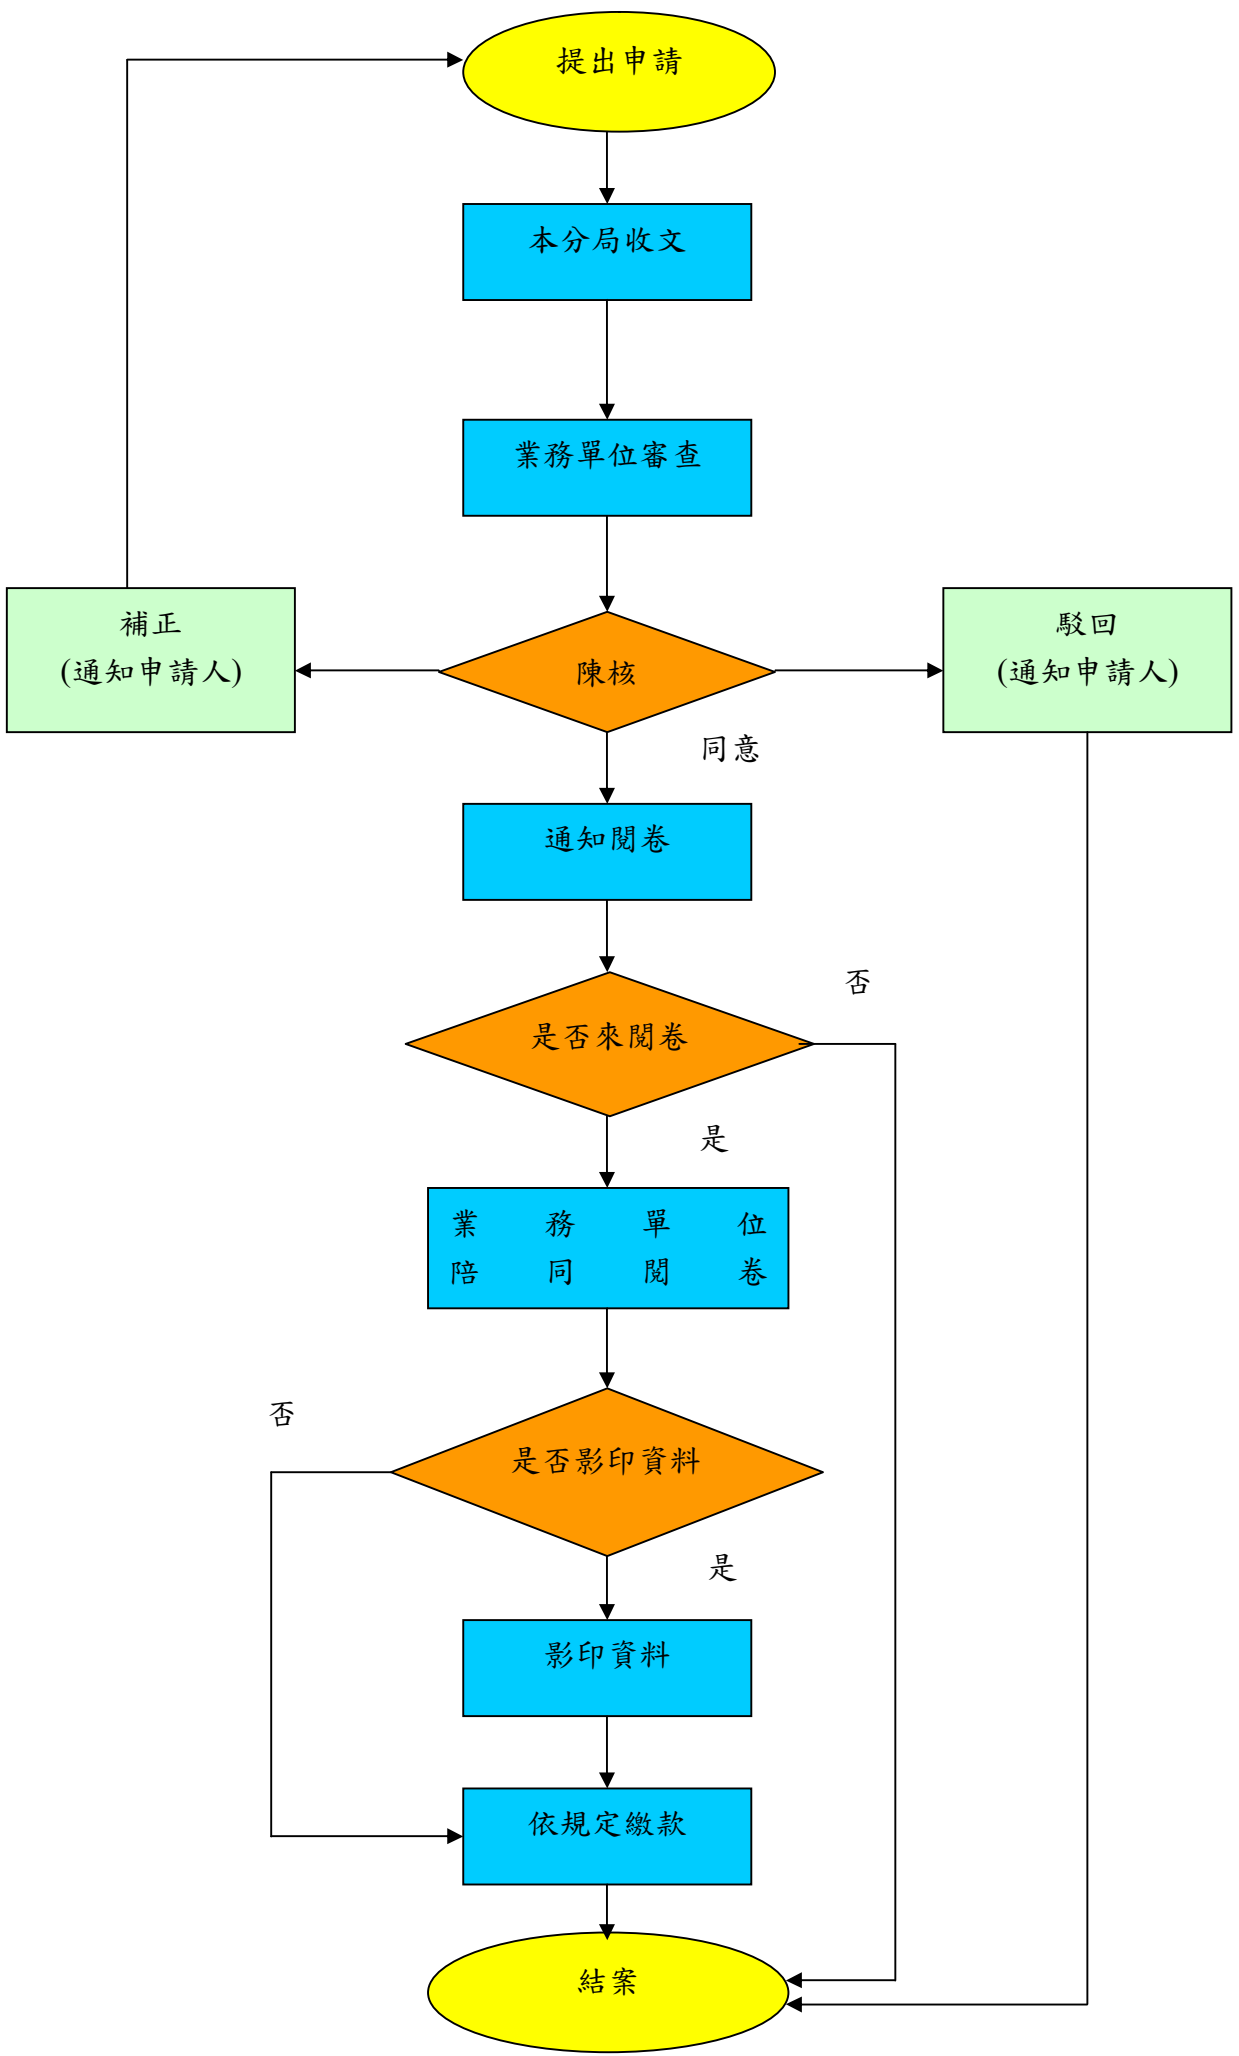 提出申請
本分局收文
業務單位審查
補正
(通知申請人)
陳核
駁回
(通知申請人)
同意
通知閱卷
否
是否來閱卷
是
業務單位
陪同閱卷
否
是否影印資料
是
影印資料
依規定繳款
結案